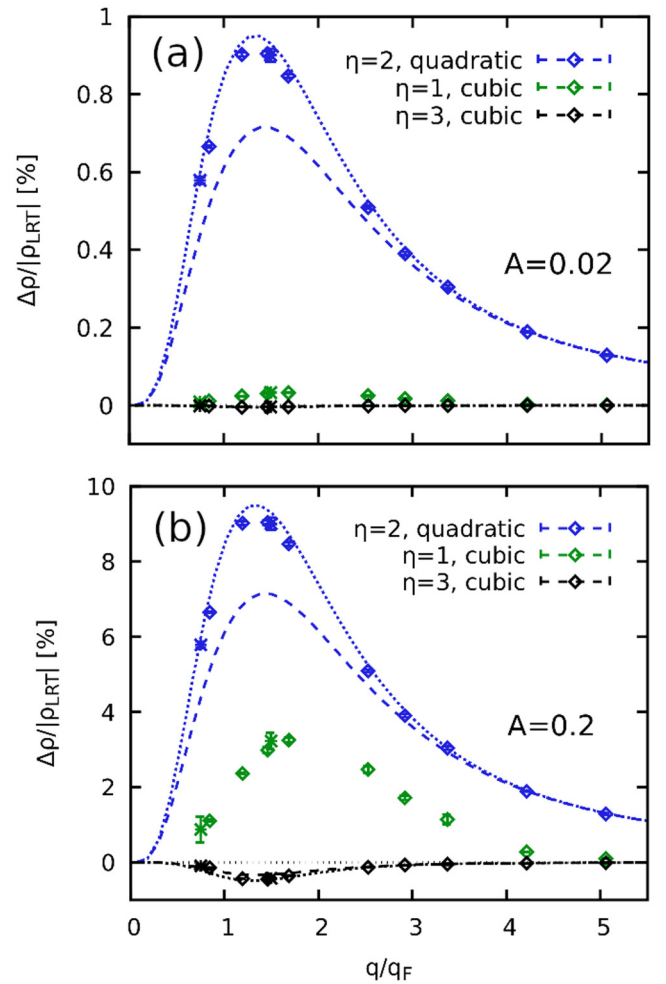 1
(a)
η=2, quadratic
η=1, cubic
η=3, cubic
0.8
0.6
Δρ/|ρLRT| [%]
0.4
A=0.02
0.2
0
10
(b)
η=2, quadratic
η=1, cubic
η=3, cubic
8
6
Δρ/|ρLRT| [%]
4
A=0.2
2
0
0 1 2 3 4 5
q/qF